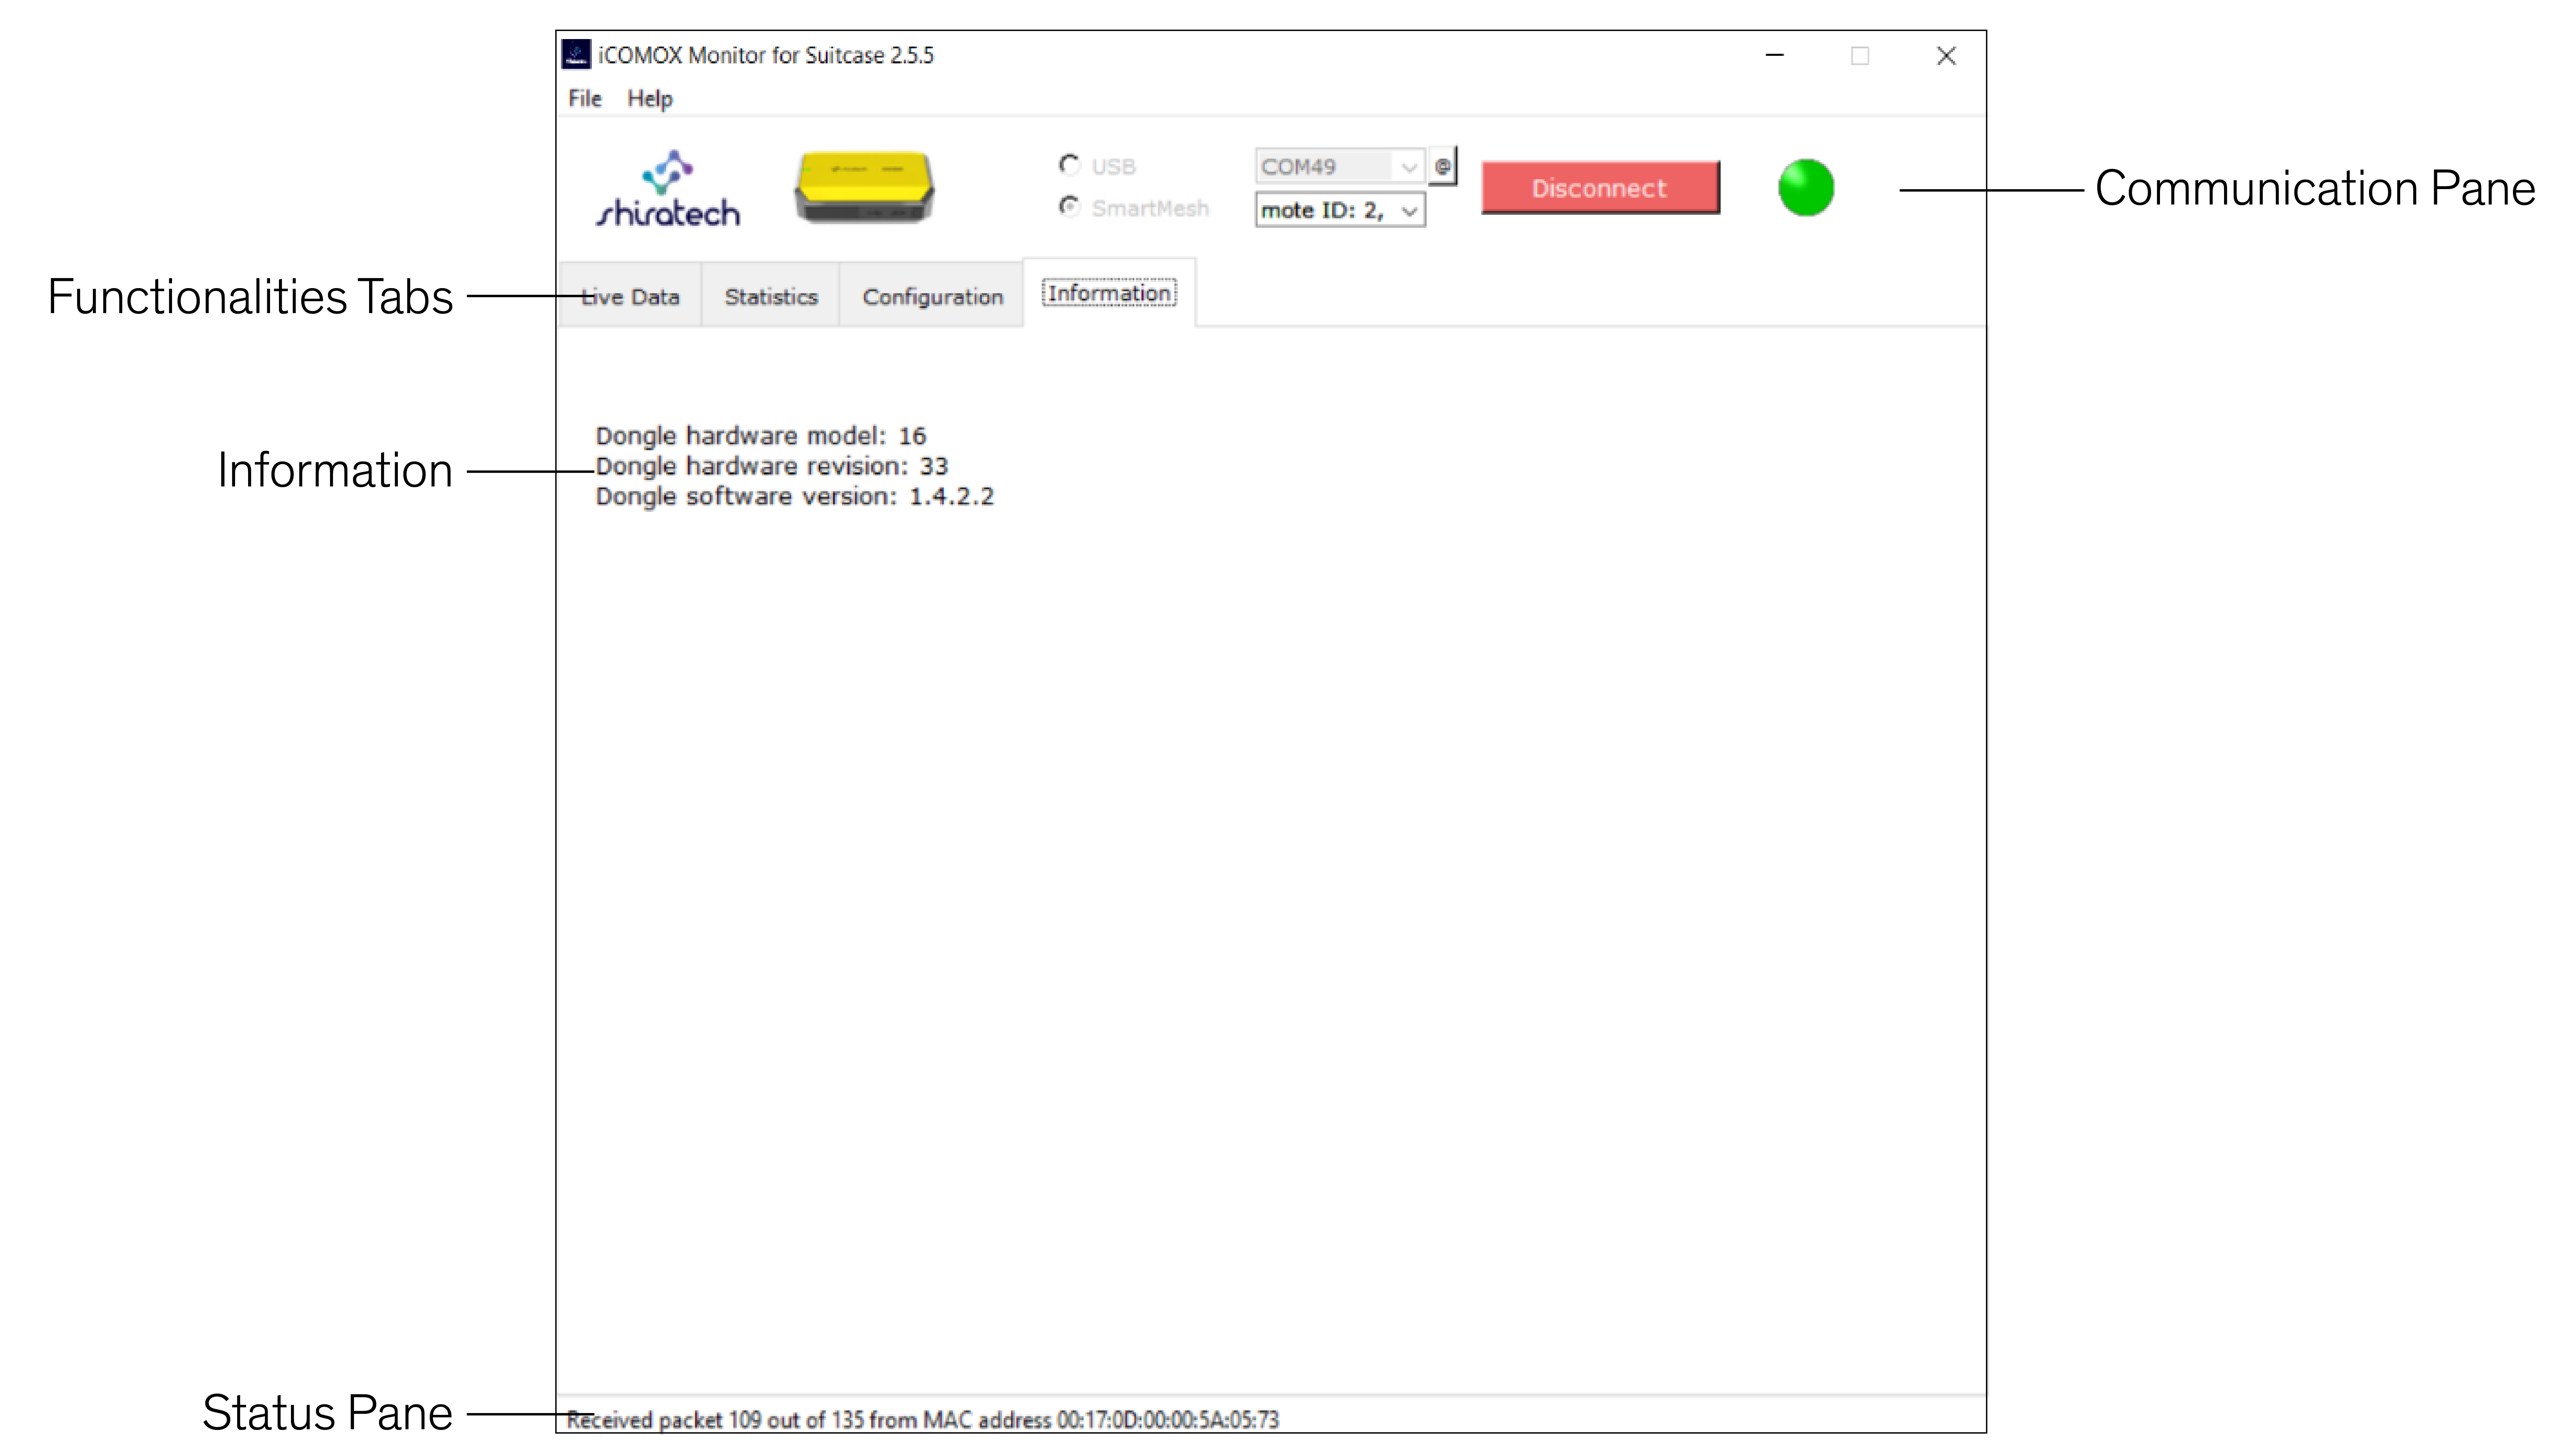 iCOMOX Monitor for Suitcase 2.5.5
File Help
shiratech
USB
COM49
@
SmartMesh
mote ID: 2,
Disconnect
Communication Pane
Functionalities Tabs
Live Data Statistics Configuration Information
Information
Dongle hardware model: 16
Dongle hardware revision: 33
Dongle software version: 1.4.2.2
Status Pane
Received packet 109 out of 135 from MAC address 00:17:0D:00:00:5A:05:73